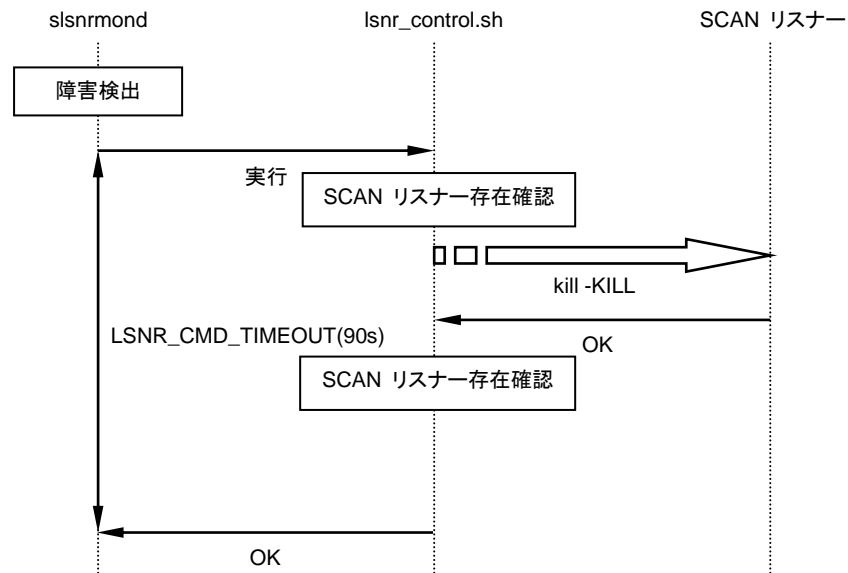 slsnrmond
lsnr_control.sh
SCAN リスナー
障害検出
実行
SCAN リスナー存在確認
kill -KILL
LSNR_CMD_TIMEOUT(90s)
OK
SCAN リスナー存在確認
OK